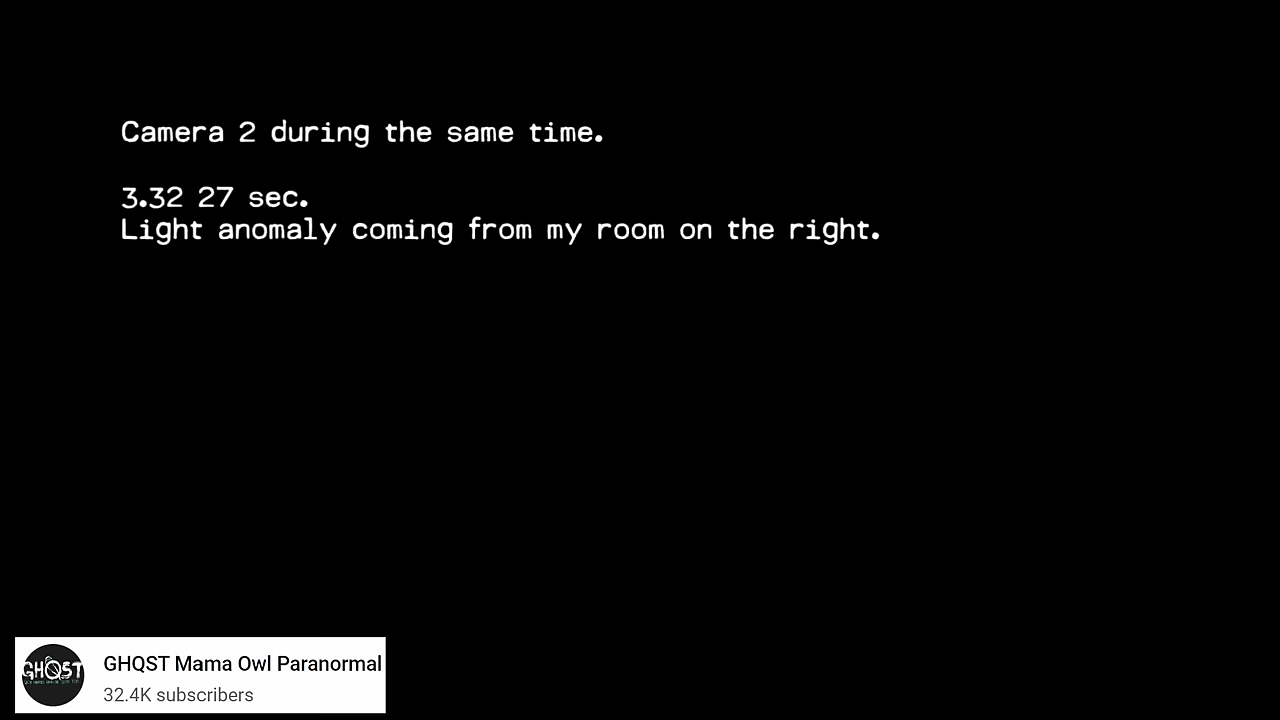 Camera 2 during the same time.
3.32 27 sec.
Light anomaly coming from my room on the right.
GHQST
GHQST Mama Owl Paranormal
32.4K subscribers